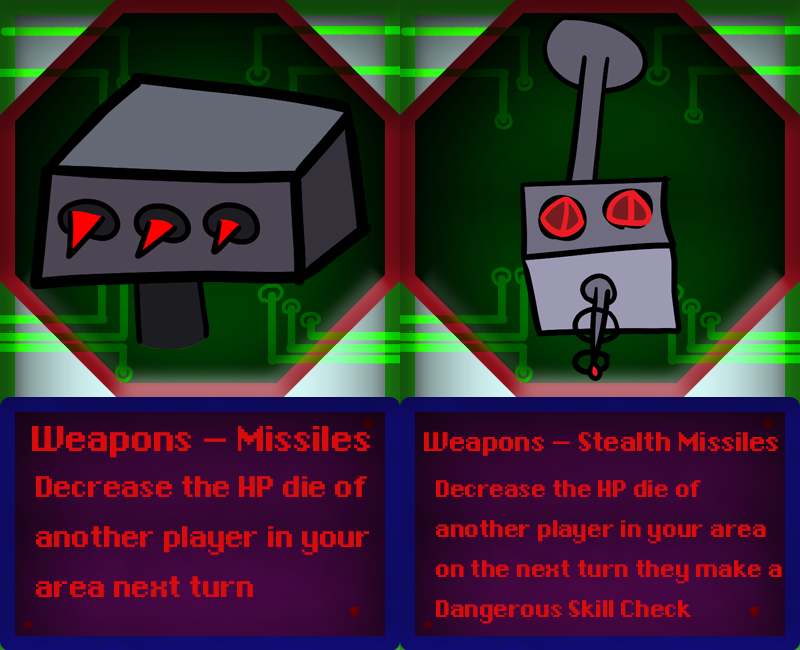 Weapons – Missiles
Decrease the HP die of
another player in your
area next turn
Weapons – Stealth Missiles
Decrease the HP die of
another player in your area
on the next turn they make a
Dangerous Skill Check